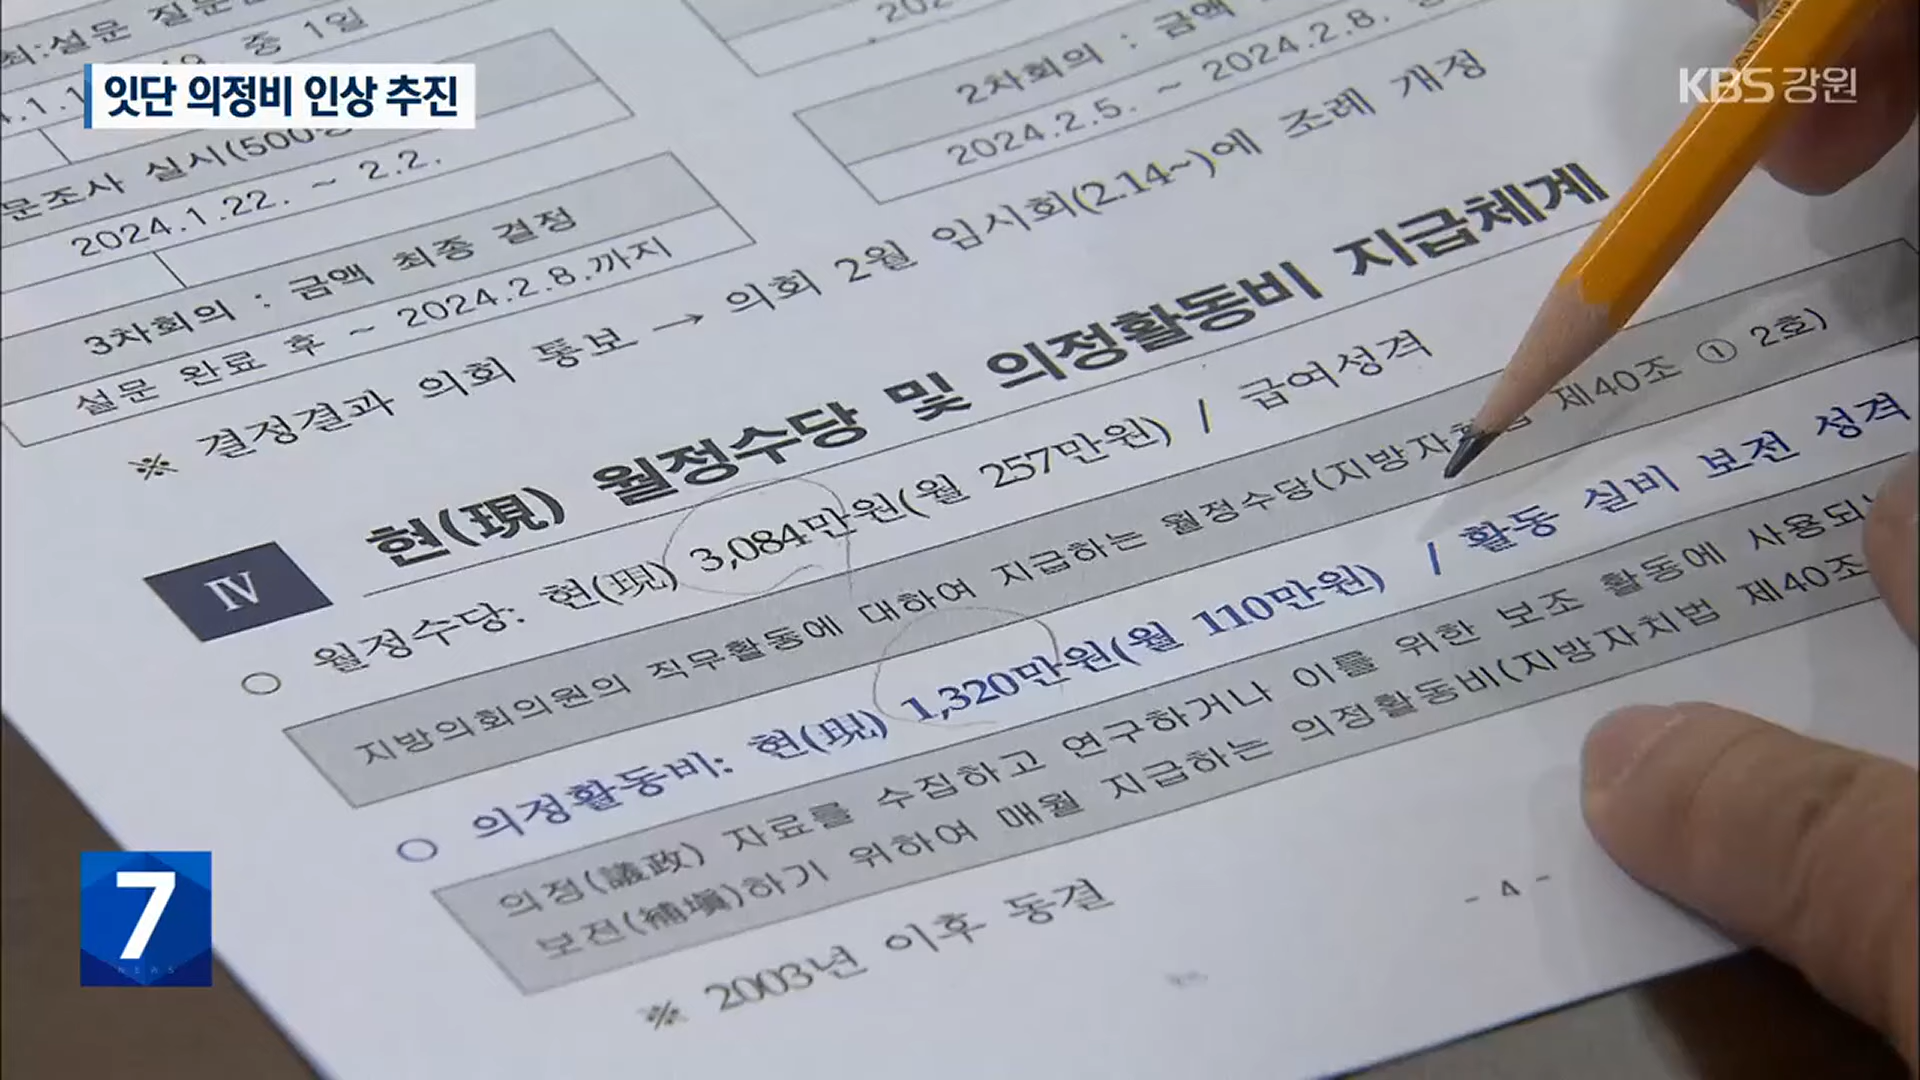 잇단 의정비 인상 추진
KBS 강원
중 1일
문조사 실시(500
2024.1.22. ~ 2.2.
3차회의 : 금액 최종 결정
설문 완료 후 ~ 2024.2.8.까지
2차회의 : 금액
2024.2.5. ~ 2024.2.8.
※ 결정결과 의회 통보 → 의회 2월 임시회(2.14~)에 조례 개정
Ⅳ 현(現) 월정수당 및 의정활동비 지급체계
○ 월정수당: 현(現) 3,084만원(월 257만원) / 급여성격
지방의회의원의 직무활동에 대하여 지급하는 월정수당(지방자치법 제40조 ① 2호)
○ 의정활동비: 현(現) 1,320만원(월 110만원) / 활동 실비 보전 성격
의정(議政) 자료를 수집하고 연구하거나 이를 위한 보조 활동에 사용되
보전(補塡)하기 위하여 매월 지급하는 의정활동비(지방자치법 제40조
※ 2003년 이후 동결
- 4 -
7
NEWS